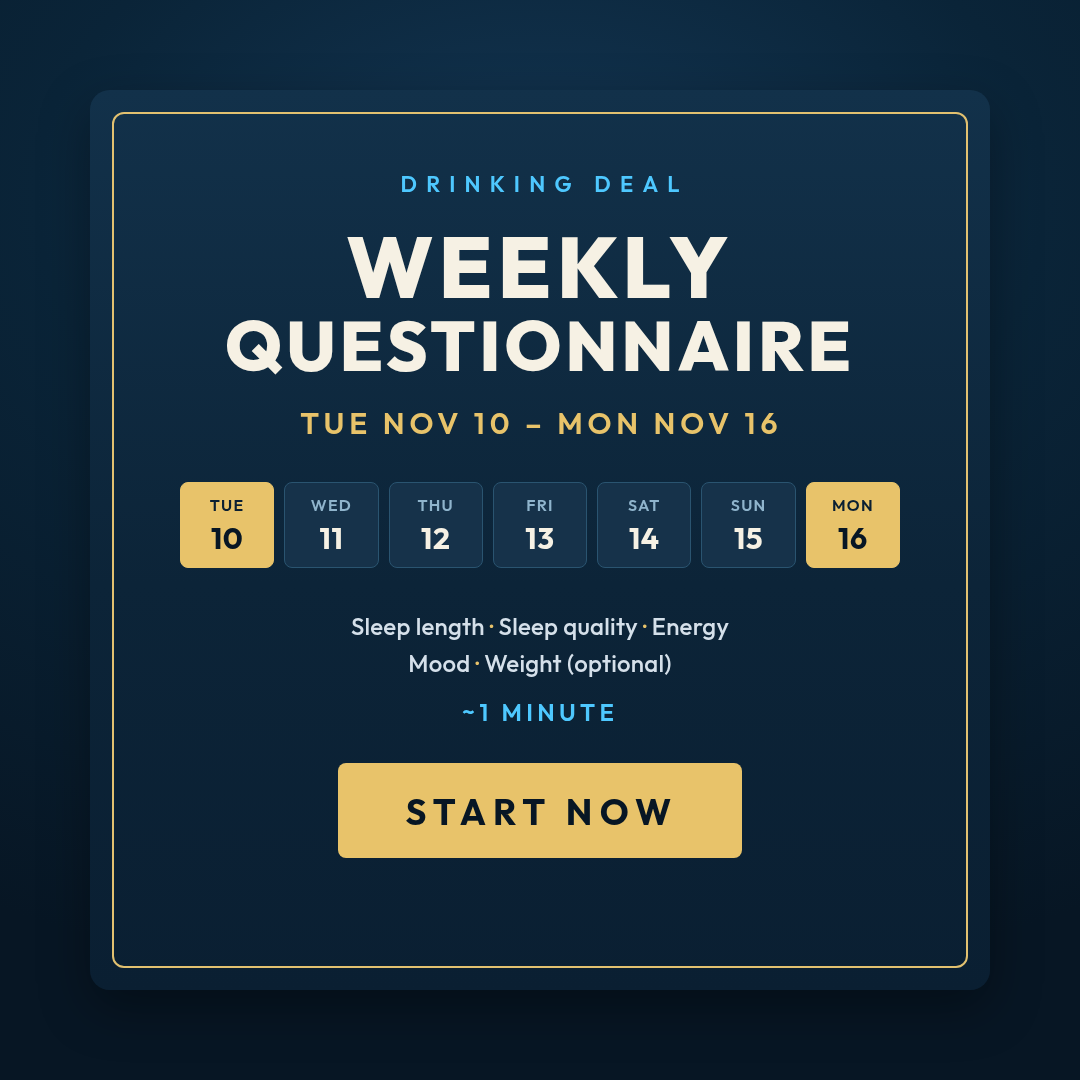 DRINKING DEAL
WEEKLY
QUESTIONNAIRE
TUE NOV 10 – MON NOV 16
TUE WED THU FRI SAT SUN MON
10 11 12 13 14 15 16
Sleep length · Sleep quality · Energy
Mood · Weight (optional)
~1 MINUTE
START NOW